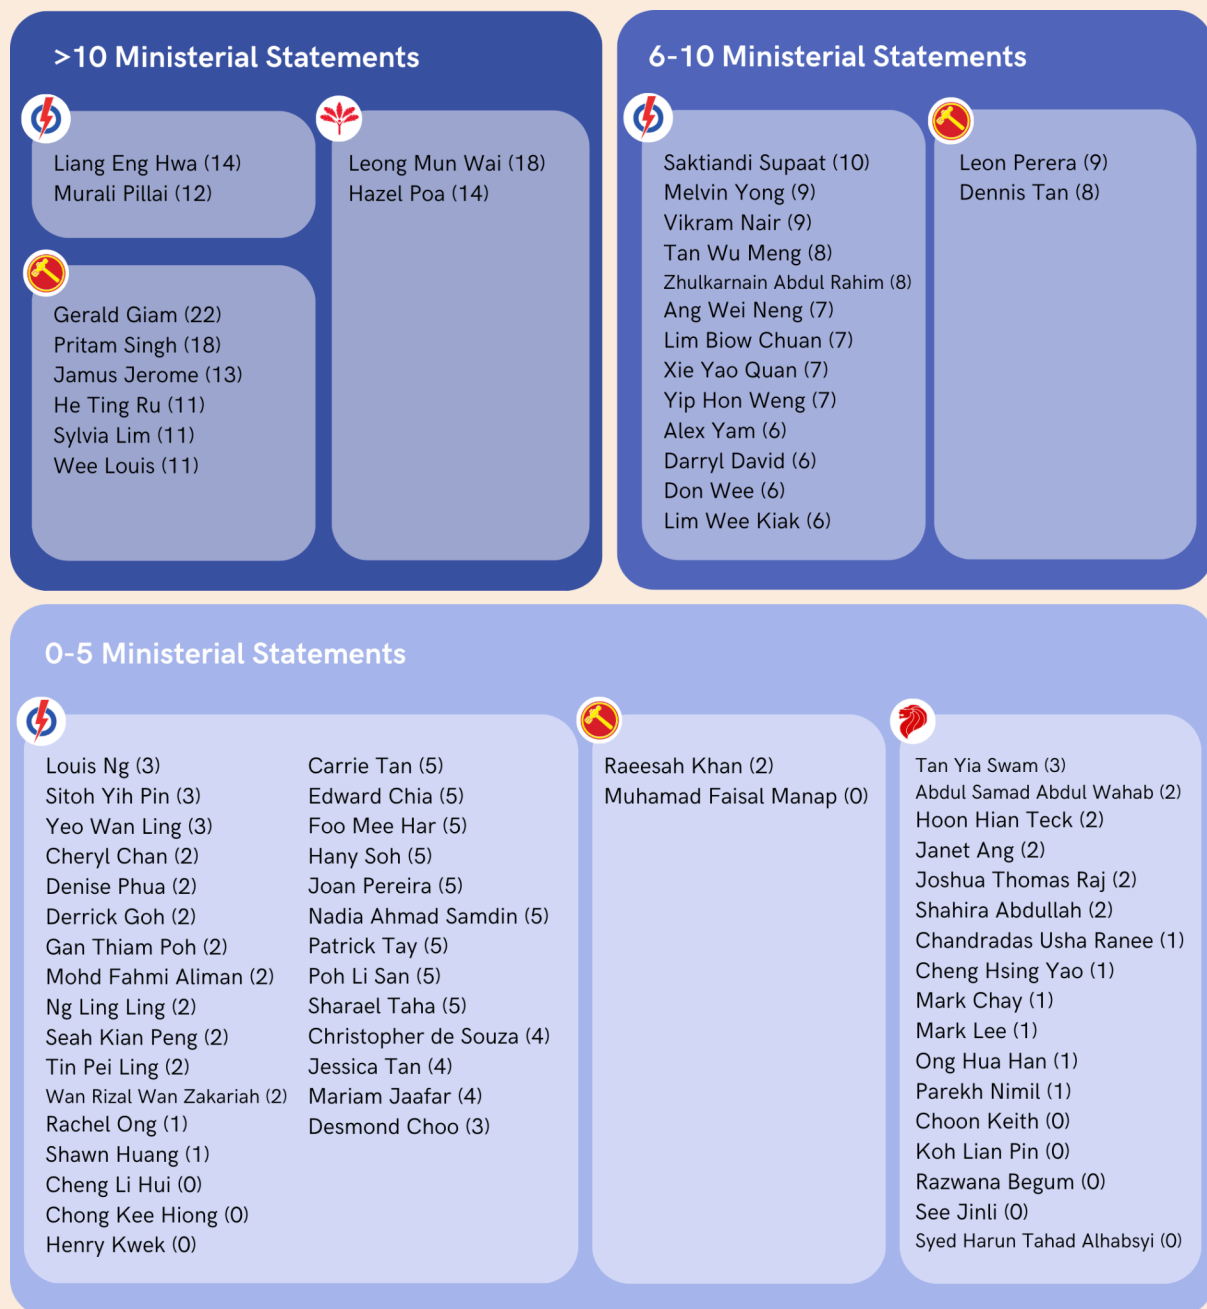 >10 Ministerial Statements
Liang Eng Hwa (14)
Murali Pillai (12)
Gerald Giam (22)
Pritam Singh (18)
Jamus Jerome (13)
He Ting Ru (11)
Sylvia Lim (11)
Wee Louis (11)
Leong Mun Wai (18)
Hazel Poa (14)
6-10 Ministerial Statements
Saktiandi Supaat (10)
Melvin Yong (9)
Vikram Nair (9)
Tan Wu Meng (8)
Zhulkarnain Abdul Rahim (8)
Ang Wei Neng (7)
Lim Biow Chuan (7)
Xie Yao Quan (7)
Yip Hon Weng (7)
Alex Yam (6)
Darryl David (6)
Don Wee (6)
Lim Wee Kiak (6)
Leon Perera (9)
Dennis Tan (8)
0-5 Ministerial Statements
Louis Ng (3)
Sitoh Yih Pin (3)
Yeo Wan Ling (3)
Cheryl Chan (2)
Denise Phua (2)
Derrick Goh (2)
Gan Thiam Poh (2)
Mohd Fahmi Aliman (2)
Ng Ling Ling (2)
Seah Kian Peng (2)
Tin Pei Ling (2)
Wan Rizal Wan Zakariah (2)
Rachel Ong (1)
Shawn Huang (1)
Cheng Li Hui (0)
Chong Kee Hiong (0)
Henry Kwek (0)
Carrie Tan (5)
Edward Chia (5)
Foo Mee Har (5)
Hany Soh (5)
Joan Pereira (5)
Nadia Ahmad Samdin (5)
Patrick Tay (5)
Poh Li San (5)
Sharael Taha (5)
Christopher de Souza (4)
Jessica Tan (4)
Mariam Jaafar (4)
Desmond Choo (3)
Raeesah Khan (2)
Muhamad Faisal Manap (0)
Tan Yia Swam (3)
Abdul Samad Abdul Wahab (2)
Hoon Hian Teck (2)
Janet Ang (2)
Joshua Thomas Raj (2)
Shahira Abdullah (2)
Chandradas Usha Ranee (1)
Cheng Hsing Yao (1)
Mark Chay (1)
Mark Lee (1)
Ong Hua Han (1)
Parekh Nimil (1)
Choon Keith (0)
Koh Lian Pin (0)
Razwana Begum (0)
See Jinli (0)
Syed Harun Tahad Alhabsyi (0)